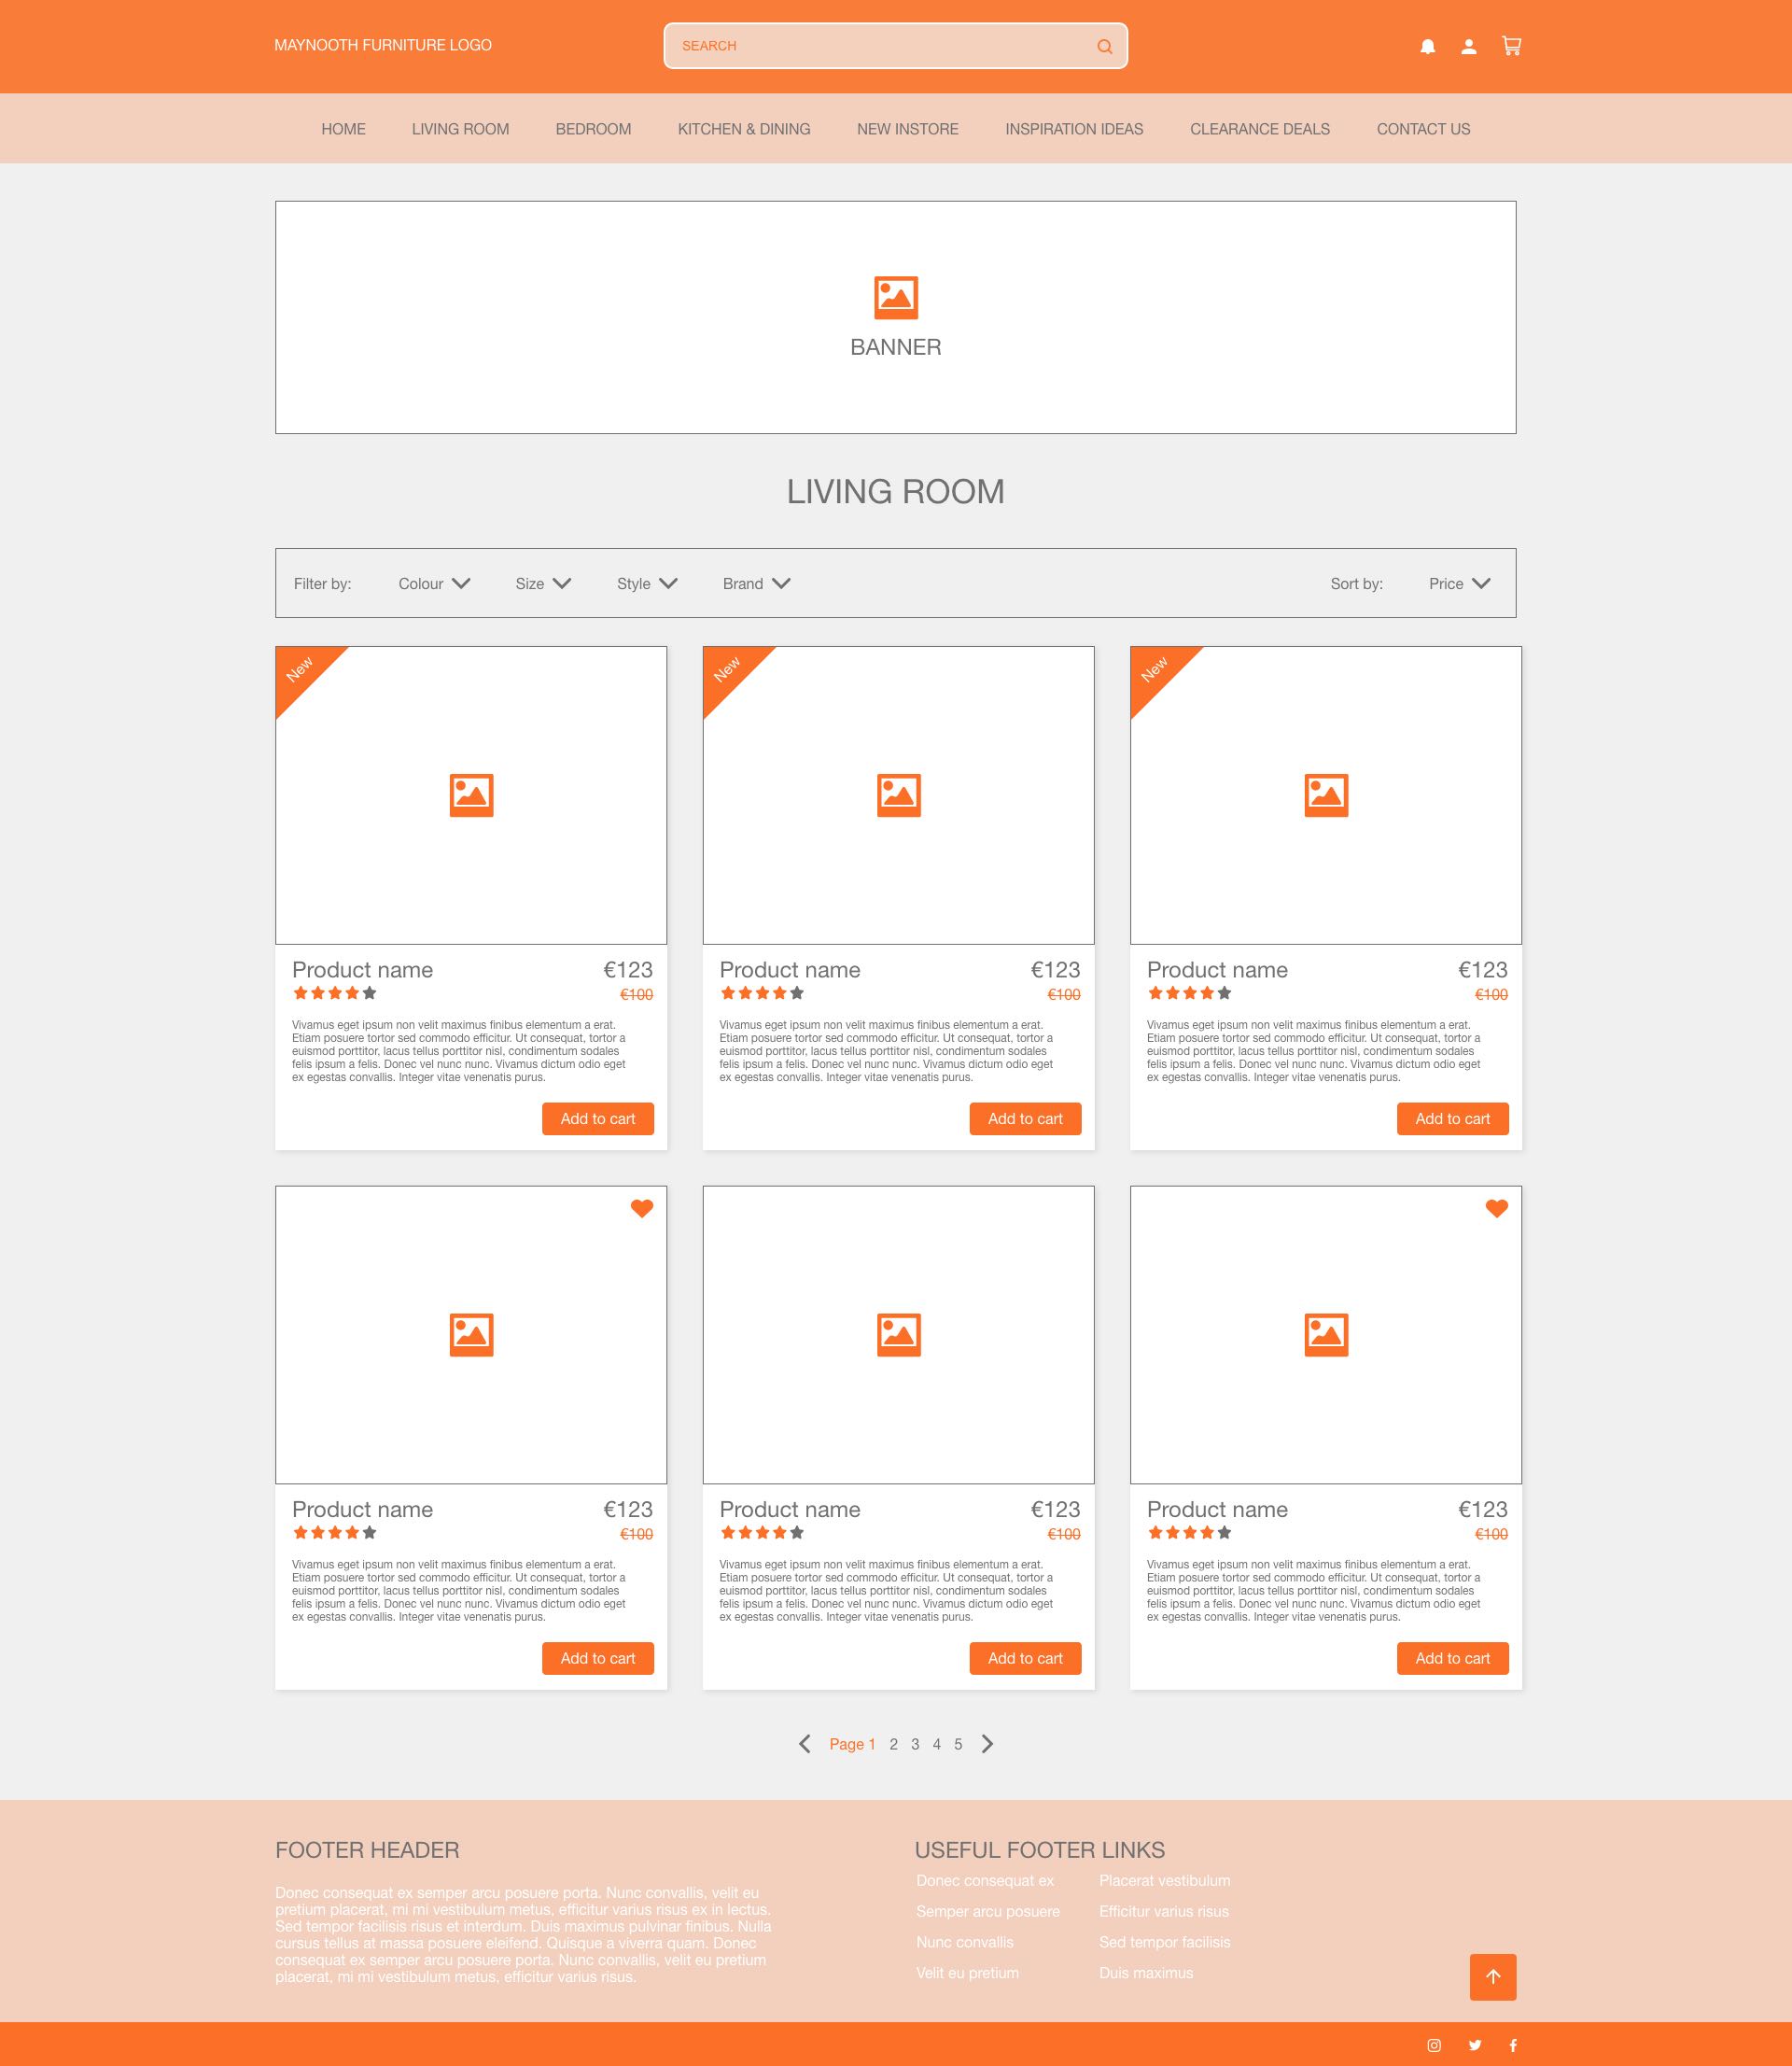 MAYNOOTH FURNITURE LOGO
SEARCH
HOME LIVING ROOM BEDROOM KITCHEN & DINING NEW INSTORE INSPIRATION IDEAS CLEARANCE DEALS CONTACT US
BANNER
LIVING ROOM
Filter by: Colour Size Style Brand Sort by: Price
New
Product name €123
€100
Vivamus eget ipsum non velit maximus finibus elementum a erat.
Etiam posuere tortor sed commodo efficitur. Ut consequat, tortor a
euismod porttitor, lacus tellus porttitor nisl, condimentum sodales
felis ipsum a felis. Donec vel nunc nunc. Vivamus dictum odio eget
ex egestas convallis. Integer vitae venenatis purus.
Add to cart
New
Product name €123
€100
Vivamus eget ipsum non velit maximus finibus elementum a erat.
Etiam posuere tortor sed commodo efficitur. Ut consequat, tortor a
euismod porttitor, lacus tellus porttitor nisl, condimentum sodales
felis ipsum a felis. Donec vel nunc nunc. Vivamus dictum odio eget
ex egestas convallis. Integer vitae venenatis purus.
Add to cart
New
Product name €123
€100
Vivamus eget ipsum non velit maximus finibus elementum a erat.
Etiam posuere tortor sed commodo efficitur. Ut consequat, tortor a
euismod porttitor, lacus tellus porttitor nisl, condimentum sodales
felis ipsum a felis. Donec vel nunc nunc. Vivamus dictum odio eget
ex egestas convallis. Integer vitae venenatis purus.
Add to cart
Product name €123
€100
Vivamus eget ipsum non velit maximus finibus elementum a erat.
Etiam posuere tortor sed commodo efficitur. Ut consequat, tortor a
euismod porttitor, lacus tellus porttitor nisl, condimentum sodales
felis ipsum a felis. Donec vel nunc nunc. Vivamus dictum odio eget
ex egestas convallis. Integer vitae venenatis purus.
Add to cart
Product name €123
€100
Vivamus eget ipsum non velit maximus finibus elementum a erat.
Etiam posuere tortor sed commodo efficitur. Ut consequat, tortor a
euismod porttitor, lacus tellus porttitor nisl, condimentum sodales
felis ipsum a felis. Donec vel nunc nunc. Vivamus dictum odio eget
ex egestas convallis. Integer vitae venenatis purus.
Add to cart
Product name €123
€100
Vivamus eget ipsum non velit maximus finibus elementum a erat.
Etiam posuere tortor sed commodo efficitur. Ut consequat, tortor a
euismod porttitor, lacus tellus porttitor nisl, condimentum sodales
felis ipsum a felis. Donec vel nunc nunc. Vivamus dictum odio eget
ex egestas convallis. Integer vitae venenatis purus.
Add to cart
Page 1 2 3 4 5
FOOTER HEADER
Donec consequat ex semper arcu posuere porta. Nunc convallis, velit eu
pretium placerat, mi mi vestibulum metus, efficitur varius risus ex in lectus.
Sed tempor facilisis risus et interdum. Duis maximus pulvinar finibus. Nulla
cursus tellus at massa posuere eleifend. Quisque a viverra quam. Donec
consequat ex semper arcu posuere porta. Nunc convallis, velit eu pretium
placerat, mi mi vestibulum metus, efficitur varius risus.
USEFUL FOOTER LINKS
Donec consequat ex Placerat vestibulum
Semper arcu posuere Efficitur varius risus
Nunc convallis Sed tempor facilisis
Velit eu pretium Duis maximus